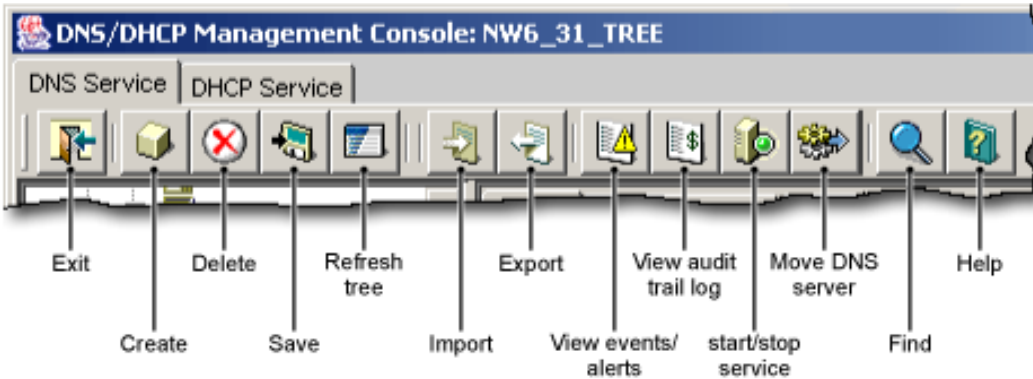 DNS/DHCP Management Console: NW6_31_TREE
DNS Service
DHCP Service
Exit
Delete
Refresh
tree
Export
View audit
trail log
Move DNS
server
Help
Create
Save
Import
View events/
alerts
start/stop
service
Find